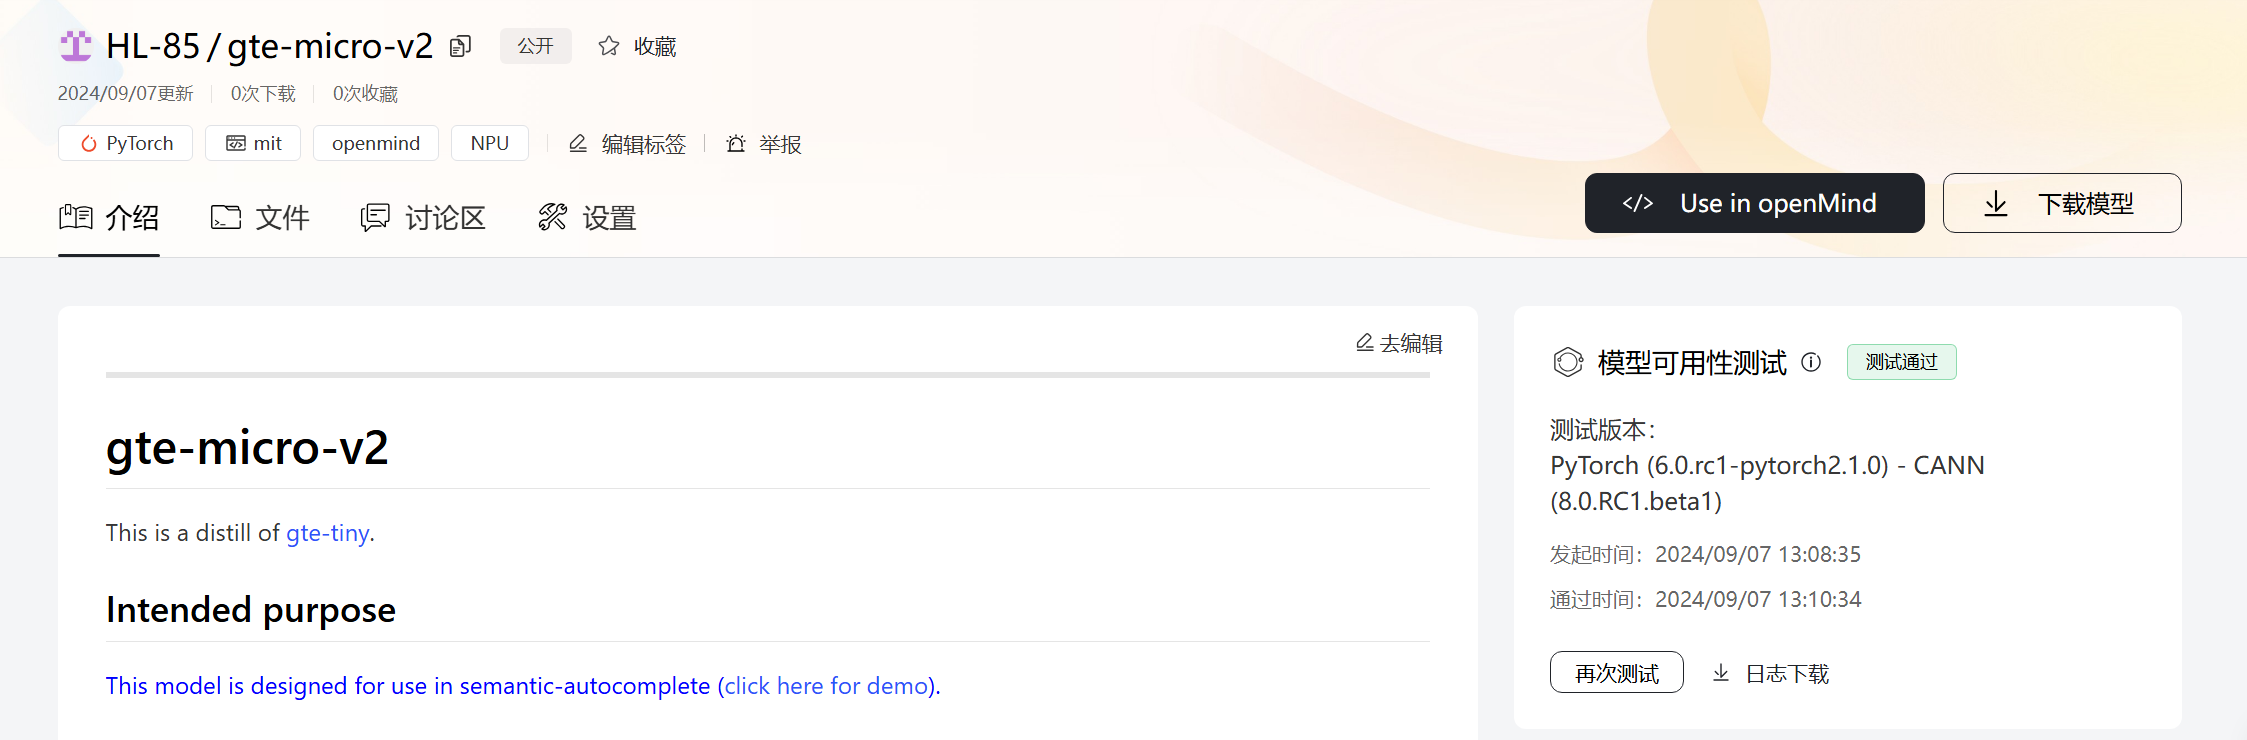 HL-85 / gte-micro-v2 公开 收藏
2024/09/07更新 0次下载 0次收藏
PyTorch mit openmind NPU 编辑标签 举报
介绍 文件 讨论区 设置
Use in openMind 下载模型
去编辑
gte-micro-v2
This is a distill of gte-tiny.
Intended purpose
This model is designed for use in semantic-autocomplete (click here for demo).
模型可用性测试 测试通过
测试版本：
PyTorch (6.0.rc1-pytorch2.1.0) - CANN
(8.0.RC1.beta1)
发起时间：2024/09/07 13:08:35
通过时间：2024/09/07 13:10:34
再次测试 日志下载